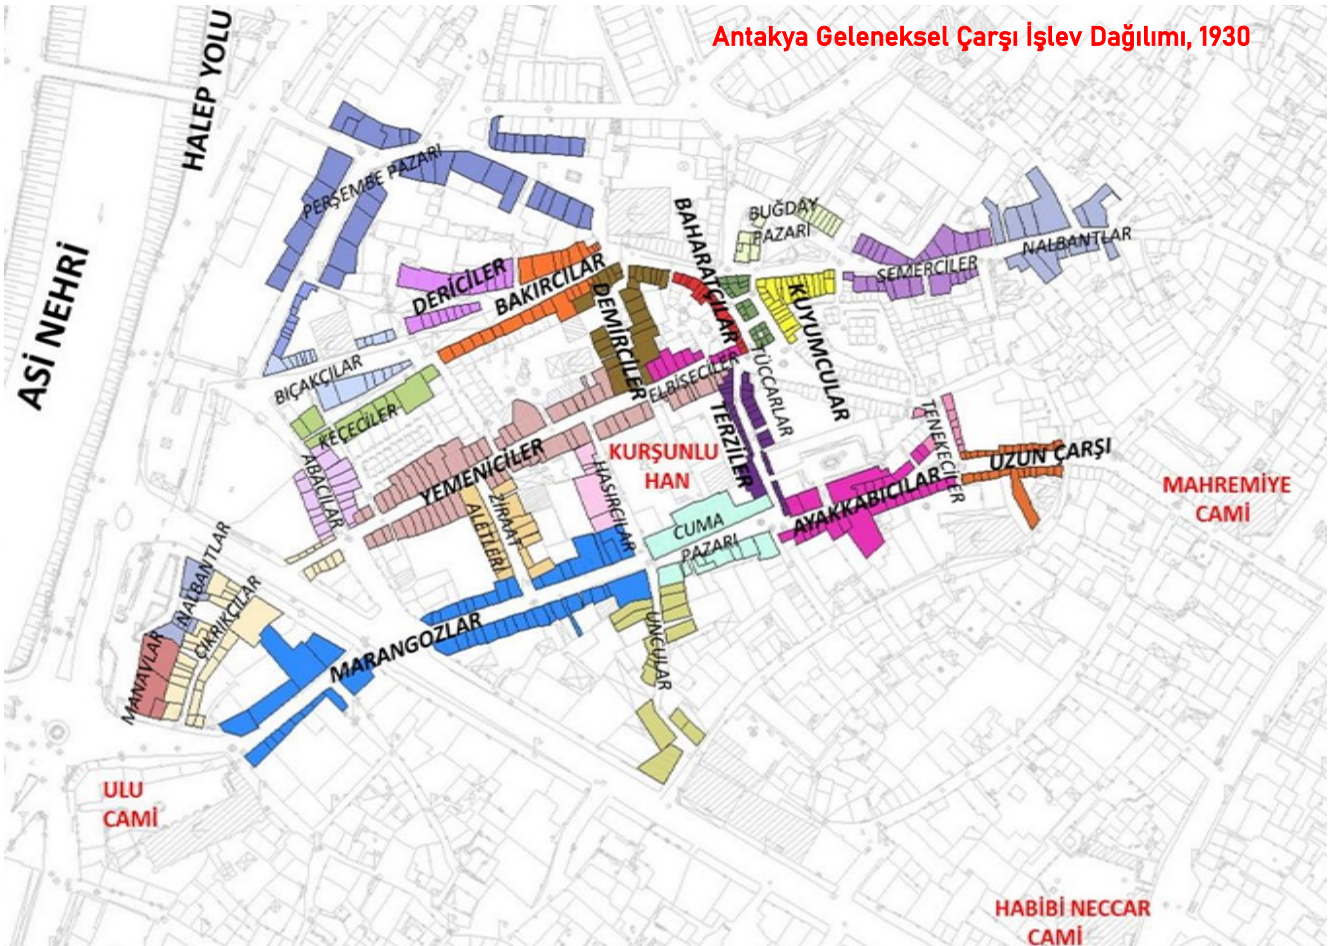 Antakya Geleneksel Çarşı İşlev Dağılımı, 1930
HALEP YOLU
ASİ NEHRİ
PERŞEMBE PAZARI
BUĞDAY
PAZARI
BAHARATÇILAR
NALBANTLAR
SEMERCİLER
DERİCİLER
BAKIRCILAR
DEMİRCİLER
KUYUMCULAR
TÜCCARLAR
ELBİSECİLER
BIÇAKÇILAR
KEÇECİLER
TERZİLER
TENEKECİLER
UZUN ÇARŞI
ABACILAR
YEMENİCİLER
KURŞUNLU
HAN
HASIRCILAR
MAHREMİYE
CAMİ
AYAKKABICILAR
ZİRAAT
ALETLERİ
CUMA
PAZARI
NALBANTLAR
ÇIKRIKÇILAR
MANAVLAR
MARANGOZLAR
UNCULAR
ULU
CAMİ
HABİBİ NECCAR
CAMİ